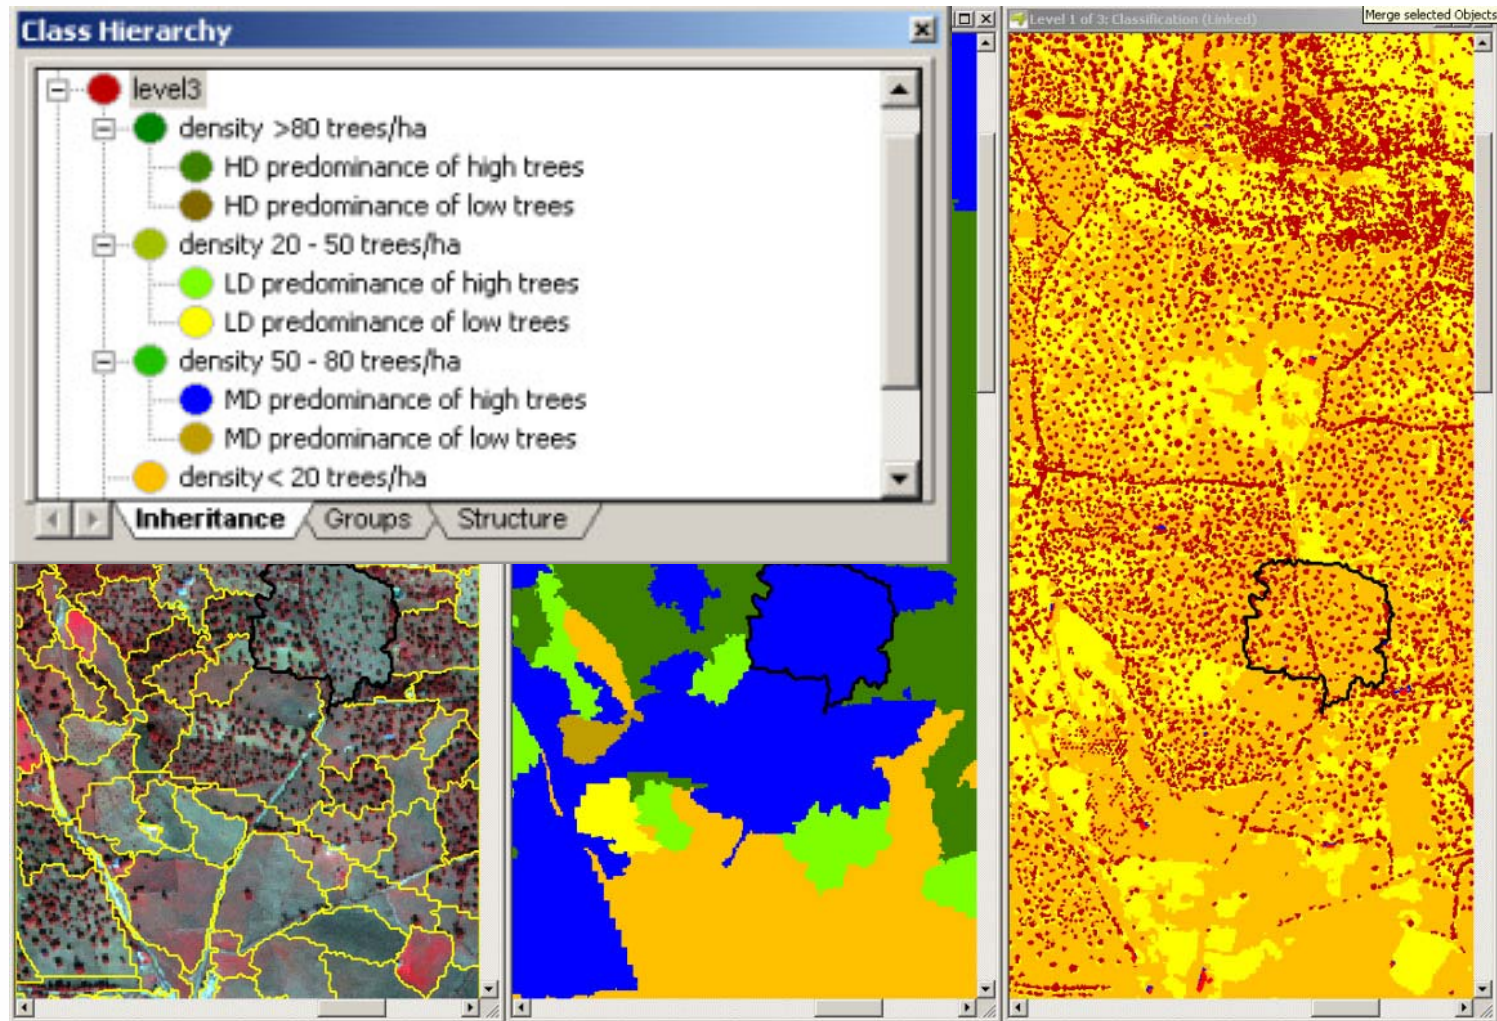 Class Hierarchy
level3
density >80 trees/ha
HD predominance of high trees
HD predominance of low trees
density 20 - 50 trees/ha
LD predominance of high trees
LD predominance of low trees
density 50 - 80 trees/ha
MD predominance of high trees
MD predominance of low trees
density< 20 trees/ha
Inheritance Groups Structure
Level 1 of 3: Classification (Linked)
Merge selected Objects